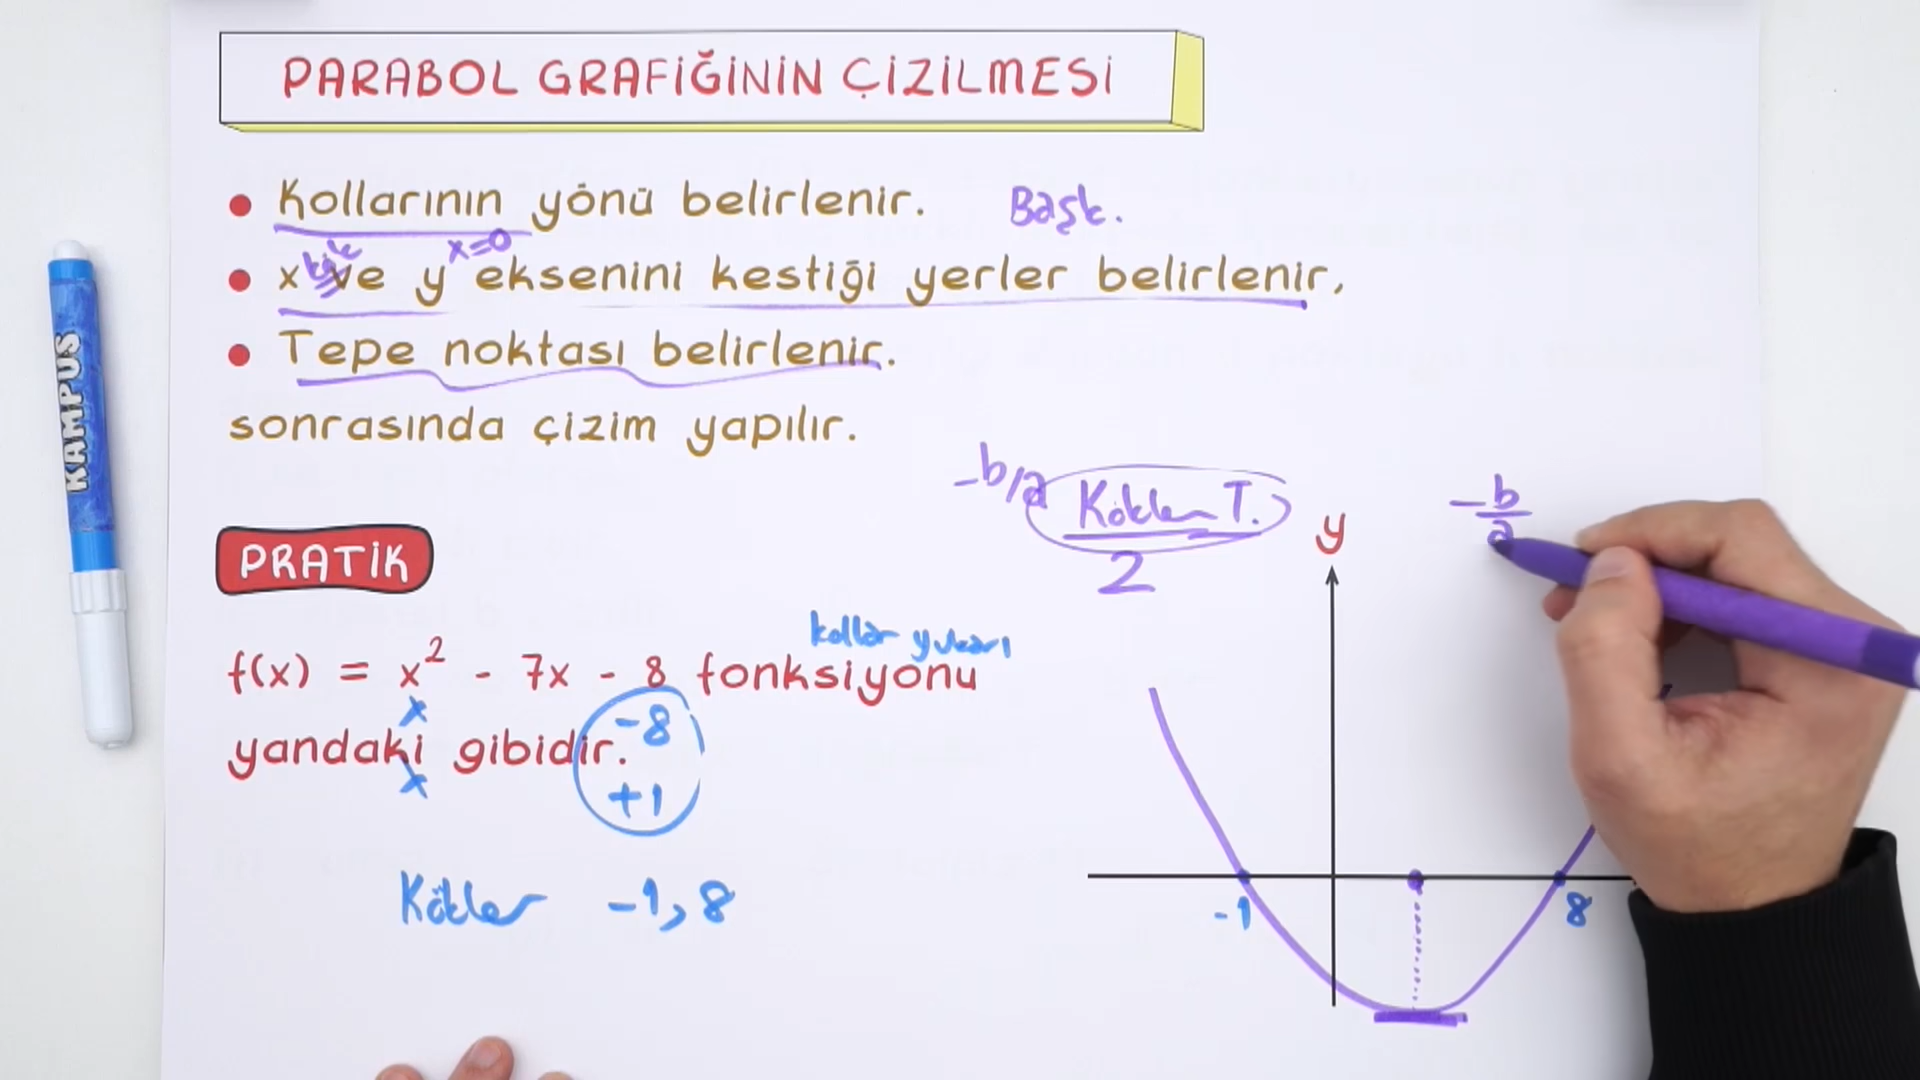 PARABOL GRAFİĞİNİN ÇİZİLMESİ
• Kollarının yönü belirlenir. Başk.
kök x=0
• x ve y eksenini kestiği yerler belirlenir,
• Tepe noktası belirlenir.
sonrasında çizim yapılır.
-b/a Kökler T.
2
y
-b
a
KAMPUS
PRATİK
kollar yukarı
f(x) = x² - 7x - 8 fonksiyonu
x -8
yandaki gibidir.
x +1
Kökler -1, 8
-1 8